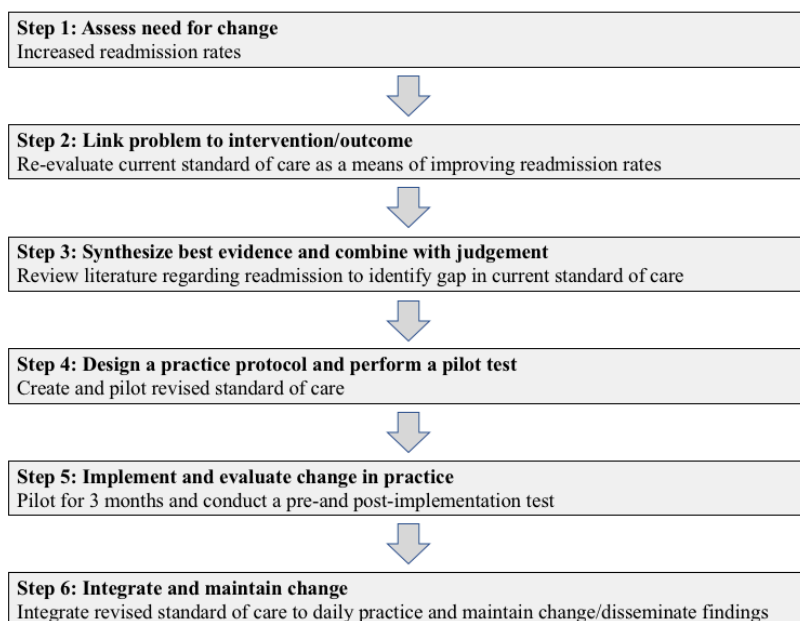 Step 1: Assess need for change
Increased readmission rates
Step 2: Link problem to intervention/outcome
Re-evaluate current standard of care as a means of improving readmission rates
Step 3: Synthesize best evidence and combine with judgement
Review literature regarding readmission to identify gap in current standard of care
Step 4: Design a practice protocol and perform a pilot test
Create and pilot revised standard of care
Step 5: Implement and evaluate change in practice
Pilot for 3 months and conduct a pre-and post-implementation test
Step 6: Integrate and maintain change
Integrate revised standard of care to daily practice and maintain change/disseminate findings